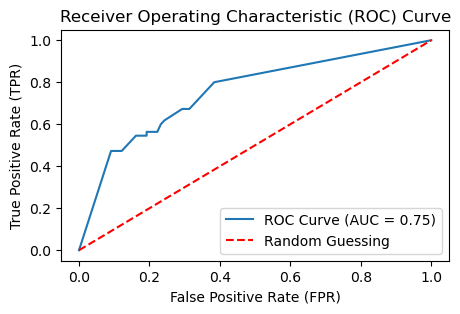 Receiver Operating Characteristic (ROC) Curve
True Positive Rate (TPR)
1.0
0.8
0.6
0.4
0.2
0.0
ROC Curve (AUC = 0.75)
Random Guessing
0.0 0.2 0.4 0.6 0.8 1.0
False Positive Rate (FPR)